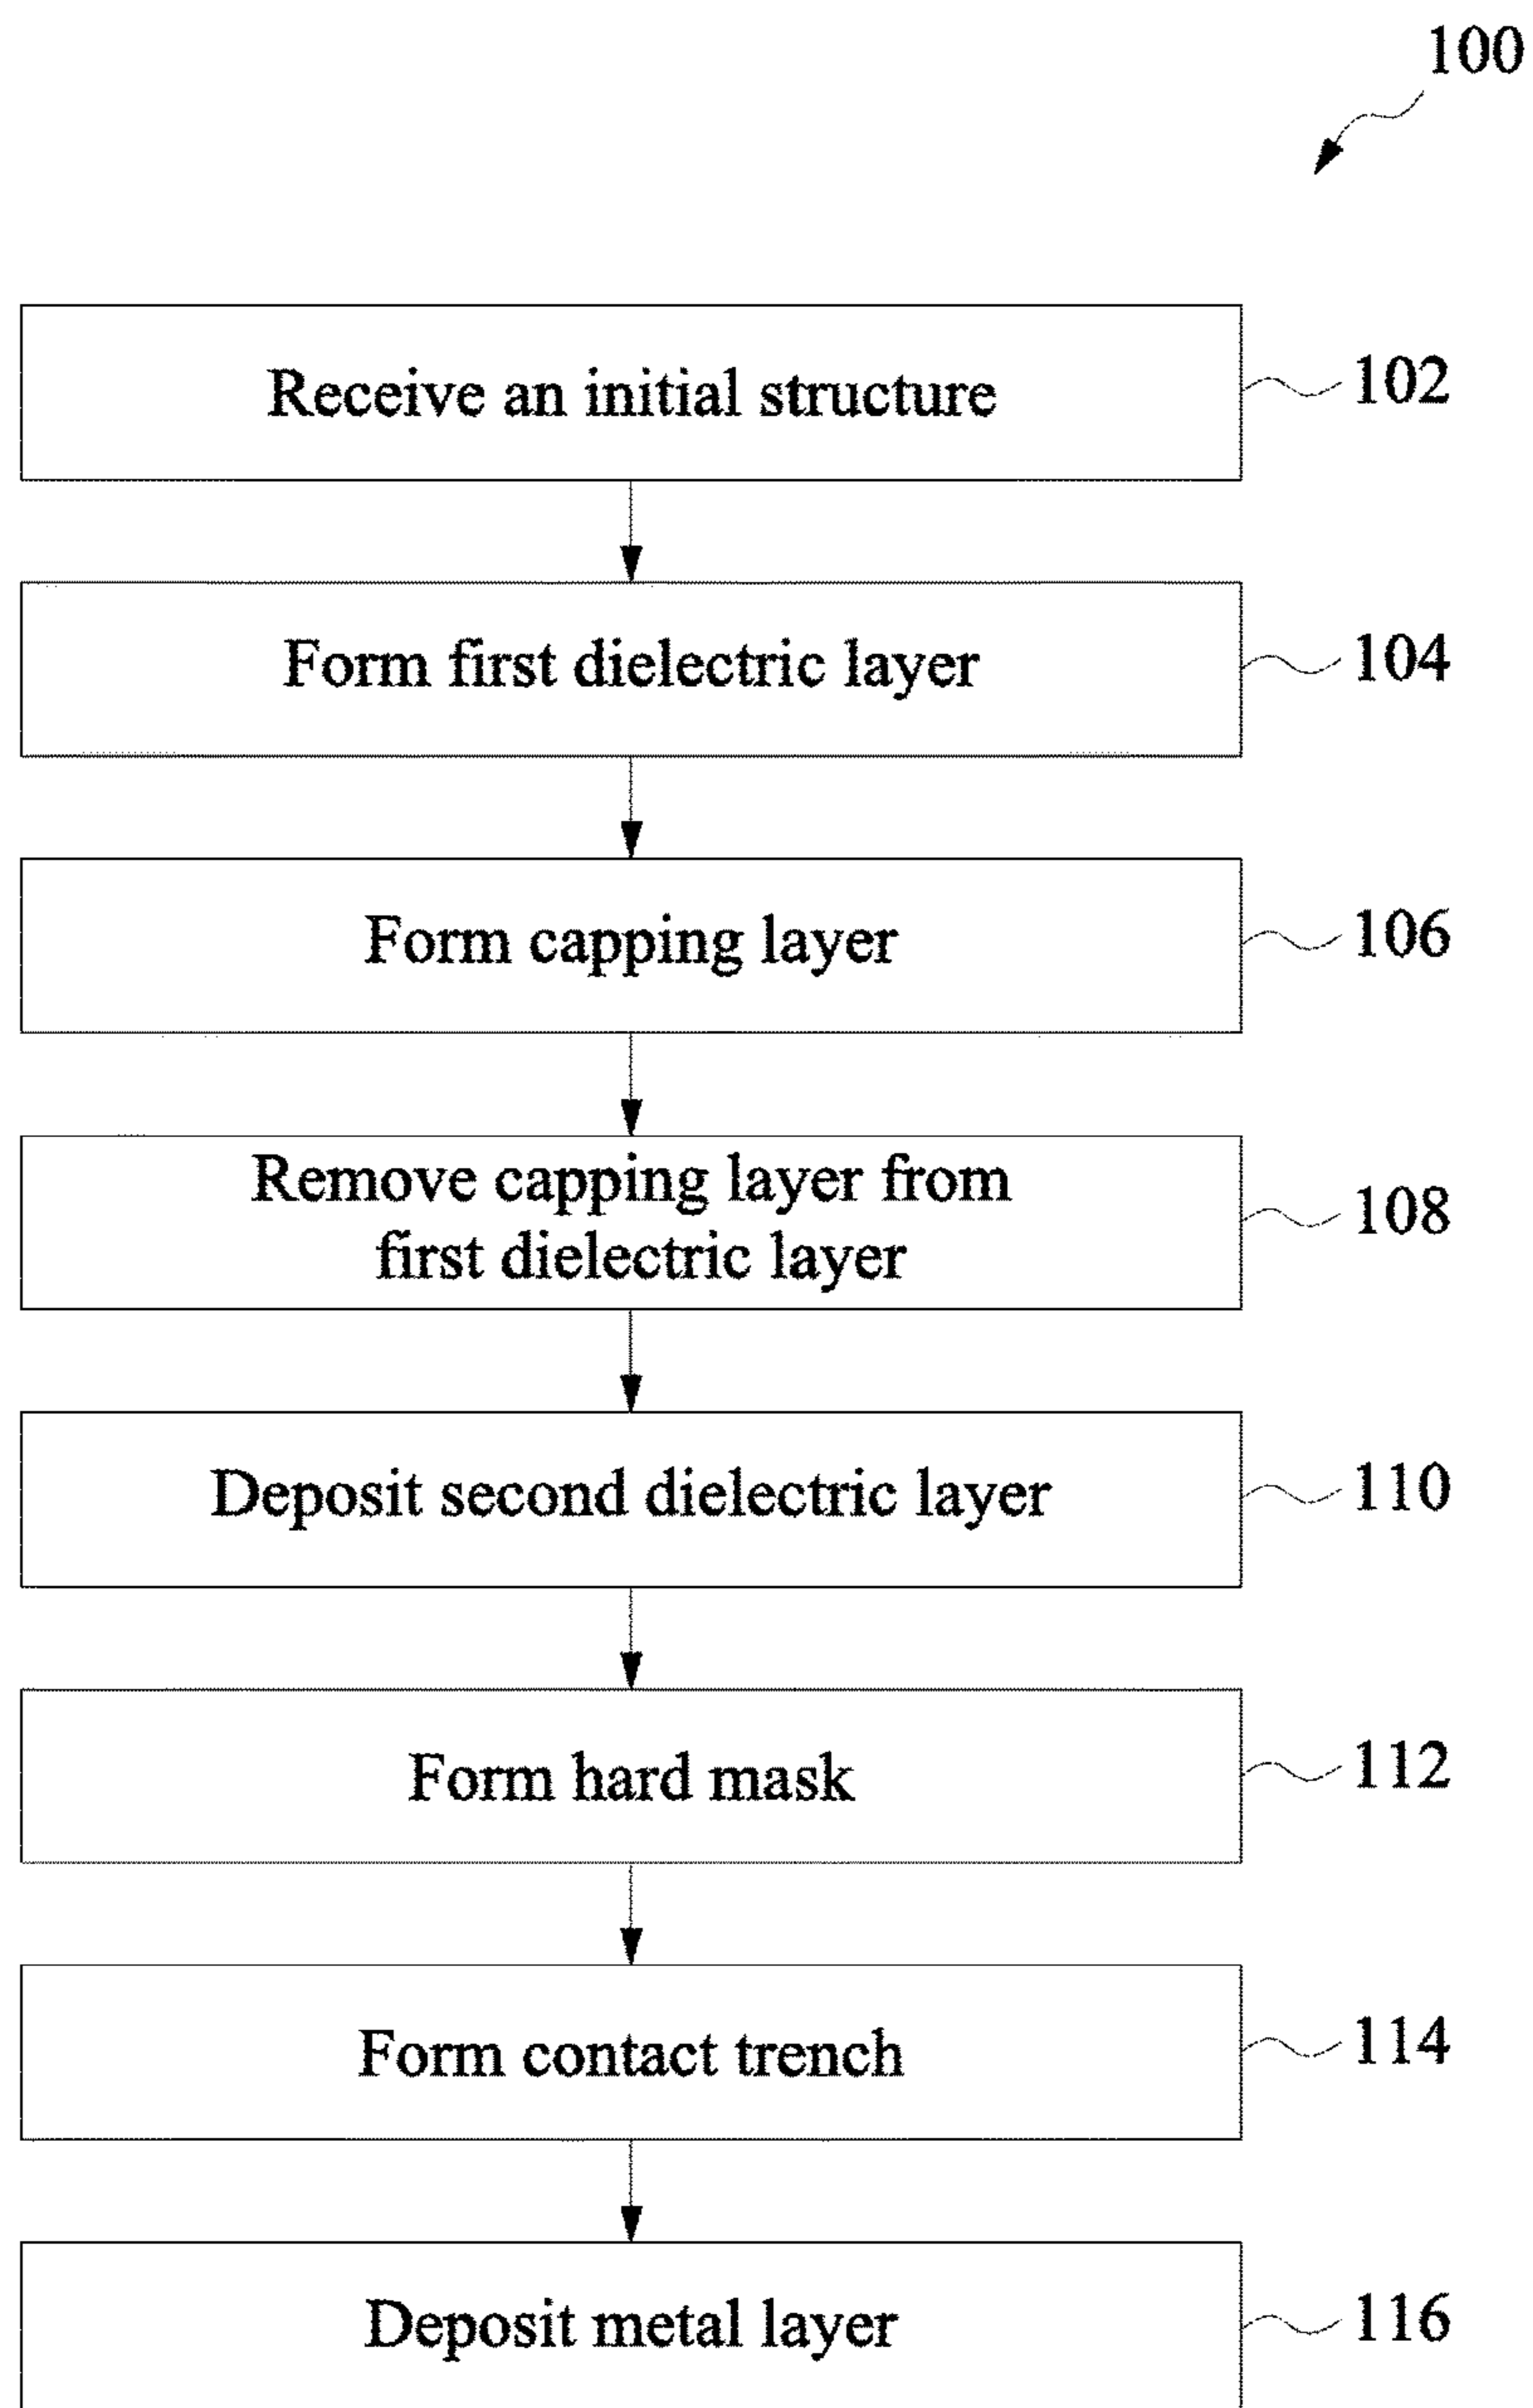 100
Receive an initial structure
102
Form first dielectric layer
104
Form capping layer
106
Remove capping layer from
first dielectric layer
108
Deposit second dielectric layer
110
Form hard mask
112
Form contact trench
114
Deposit metal layer
116